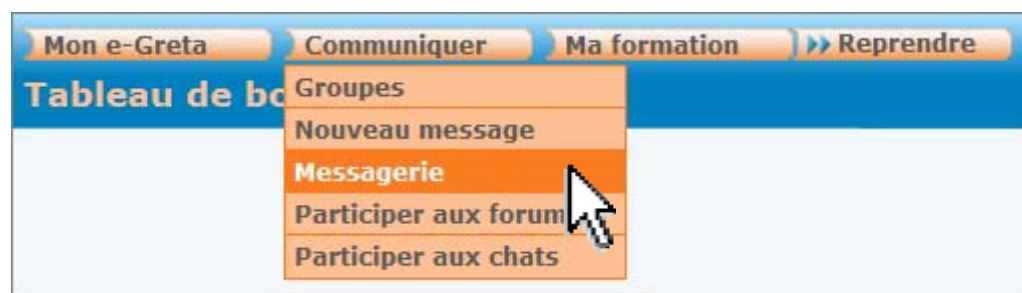 Mon e-Greta Communiquer Ma formation Reprendre
Tableau de bo
Groupes
Nouveau message
Messagerie
Participer aux forum
Participer aux chats